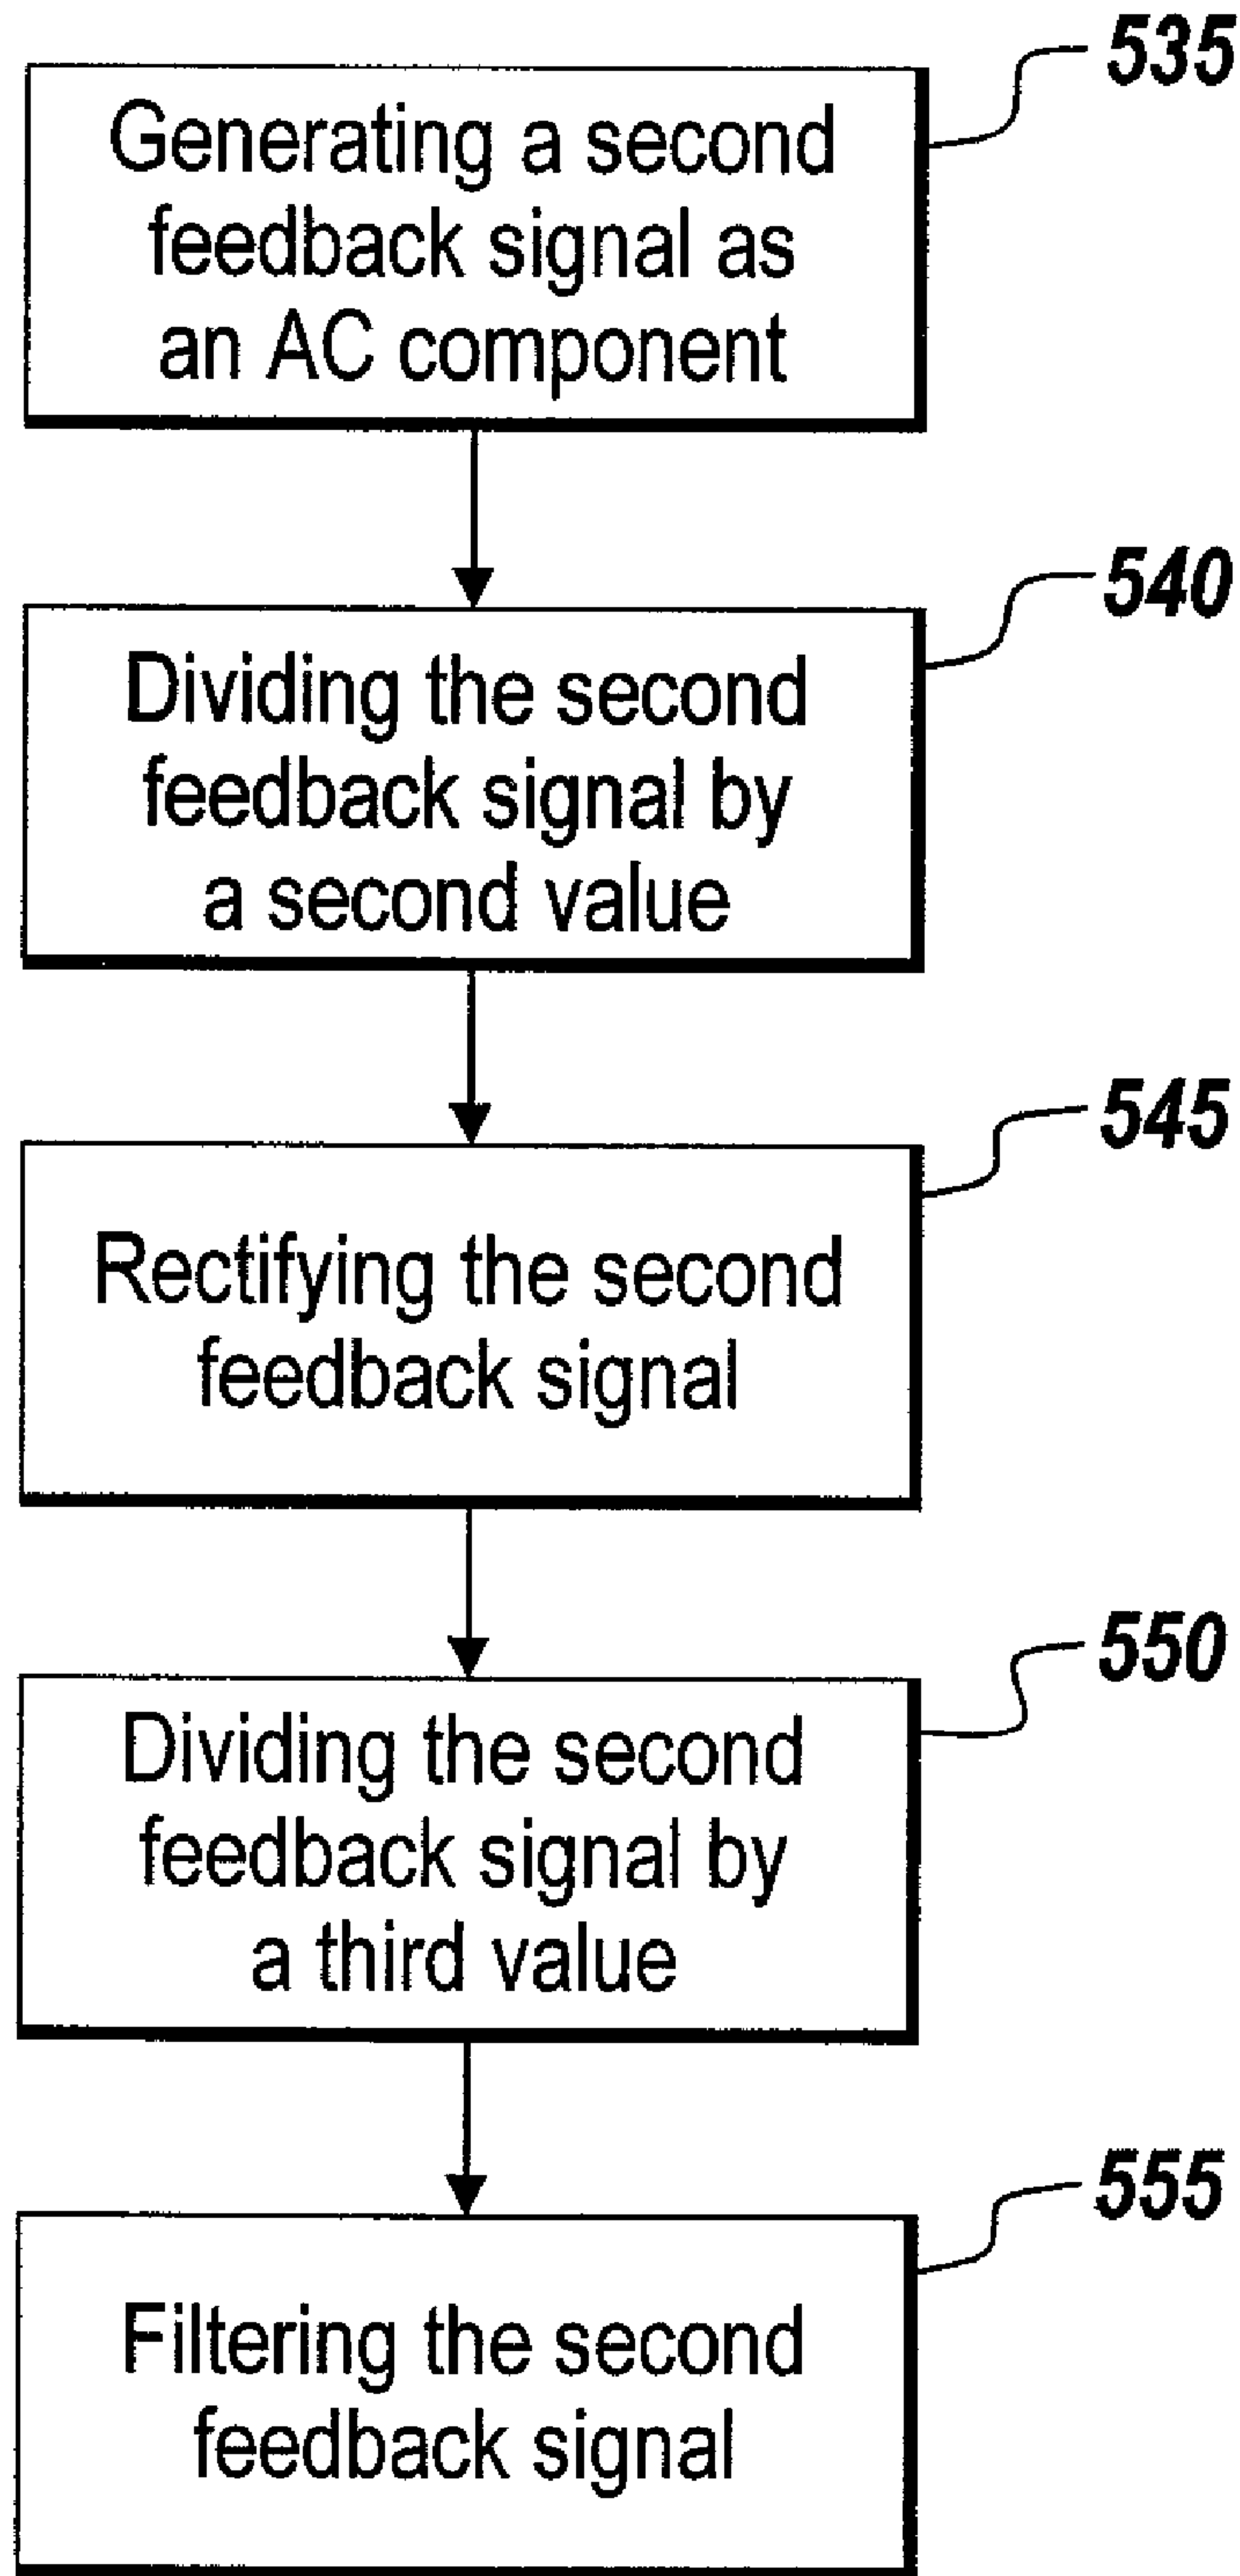 535
Generating a second
feedback signal as
an AC component
540
Dividing the second
feedback signal by
a second value
545
Rectifying the second
feedback signal
550
Dividing the second
feedback signal by
a third value
555
Filtering the second
feedback signal